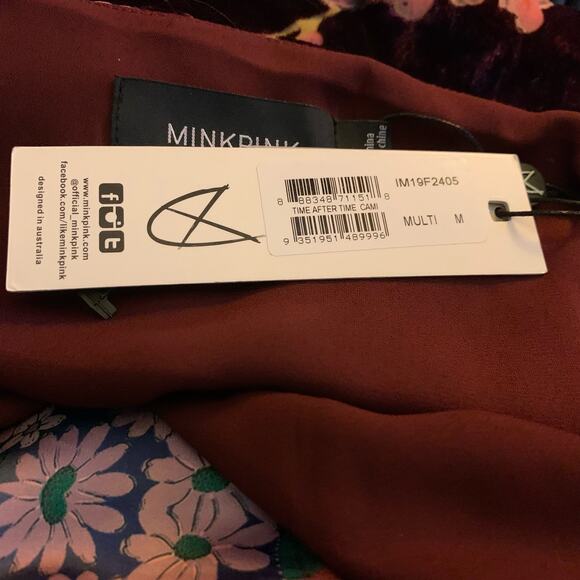 MINKPINK
www.minkpink.com
@official_minkpink
facebook.com/ilikeminkpink
designed in australia
8 88348 71151 8
TIME AFTER TIME CAMI
9 351951 489996
IM19F2405
MULTI M